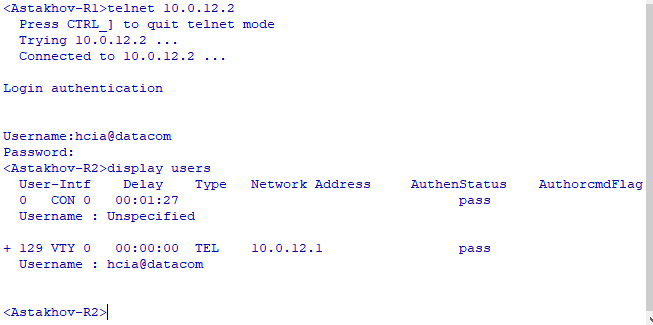 <Astakhov-R1>telnet 10.0.12.2
  Press CTRL_] to quit telnet mode
  Trying 10.0.12.2 ...
  Connected to 10.0.12.2 ...

Login authentication


Username:hcia@datacom
Password:
<Astakhov-R2>display users
  User-Intf    Delay    Type   Network Address     AuthenStatus    AuthorcmdFlag
  0   CON 0   00:01:27                                   pass
  Username : Unspecified

+ 129 VTY 0   00:00:00  TEL    10.0.12.1                 pass
  Username : hcia@datacom


<Astakhov-R2>